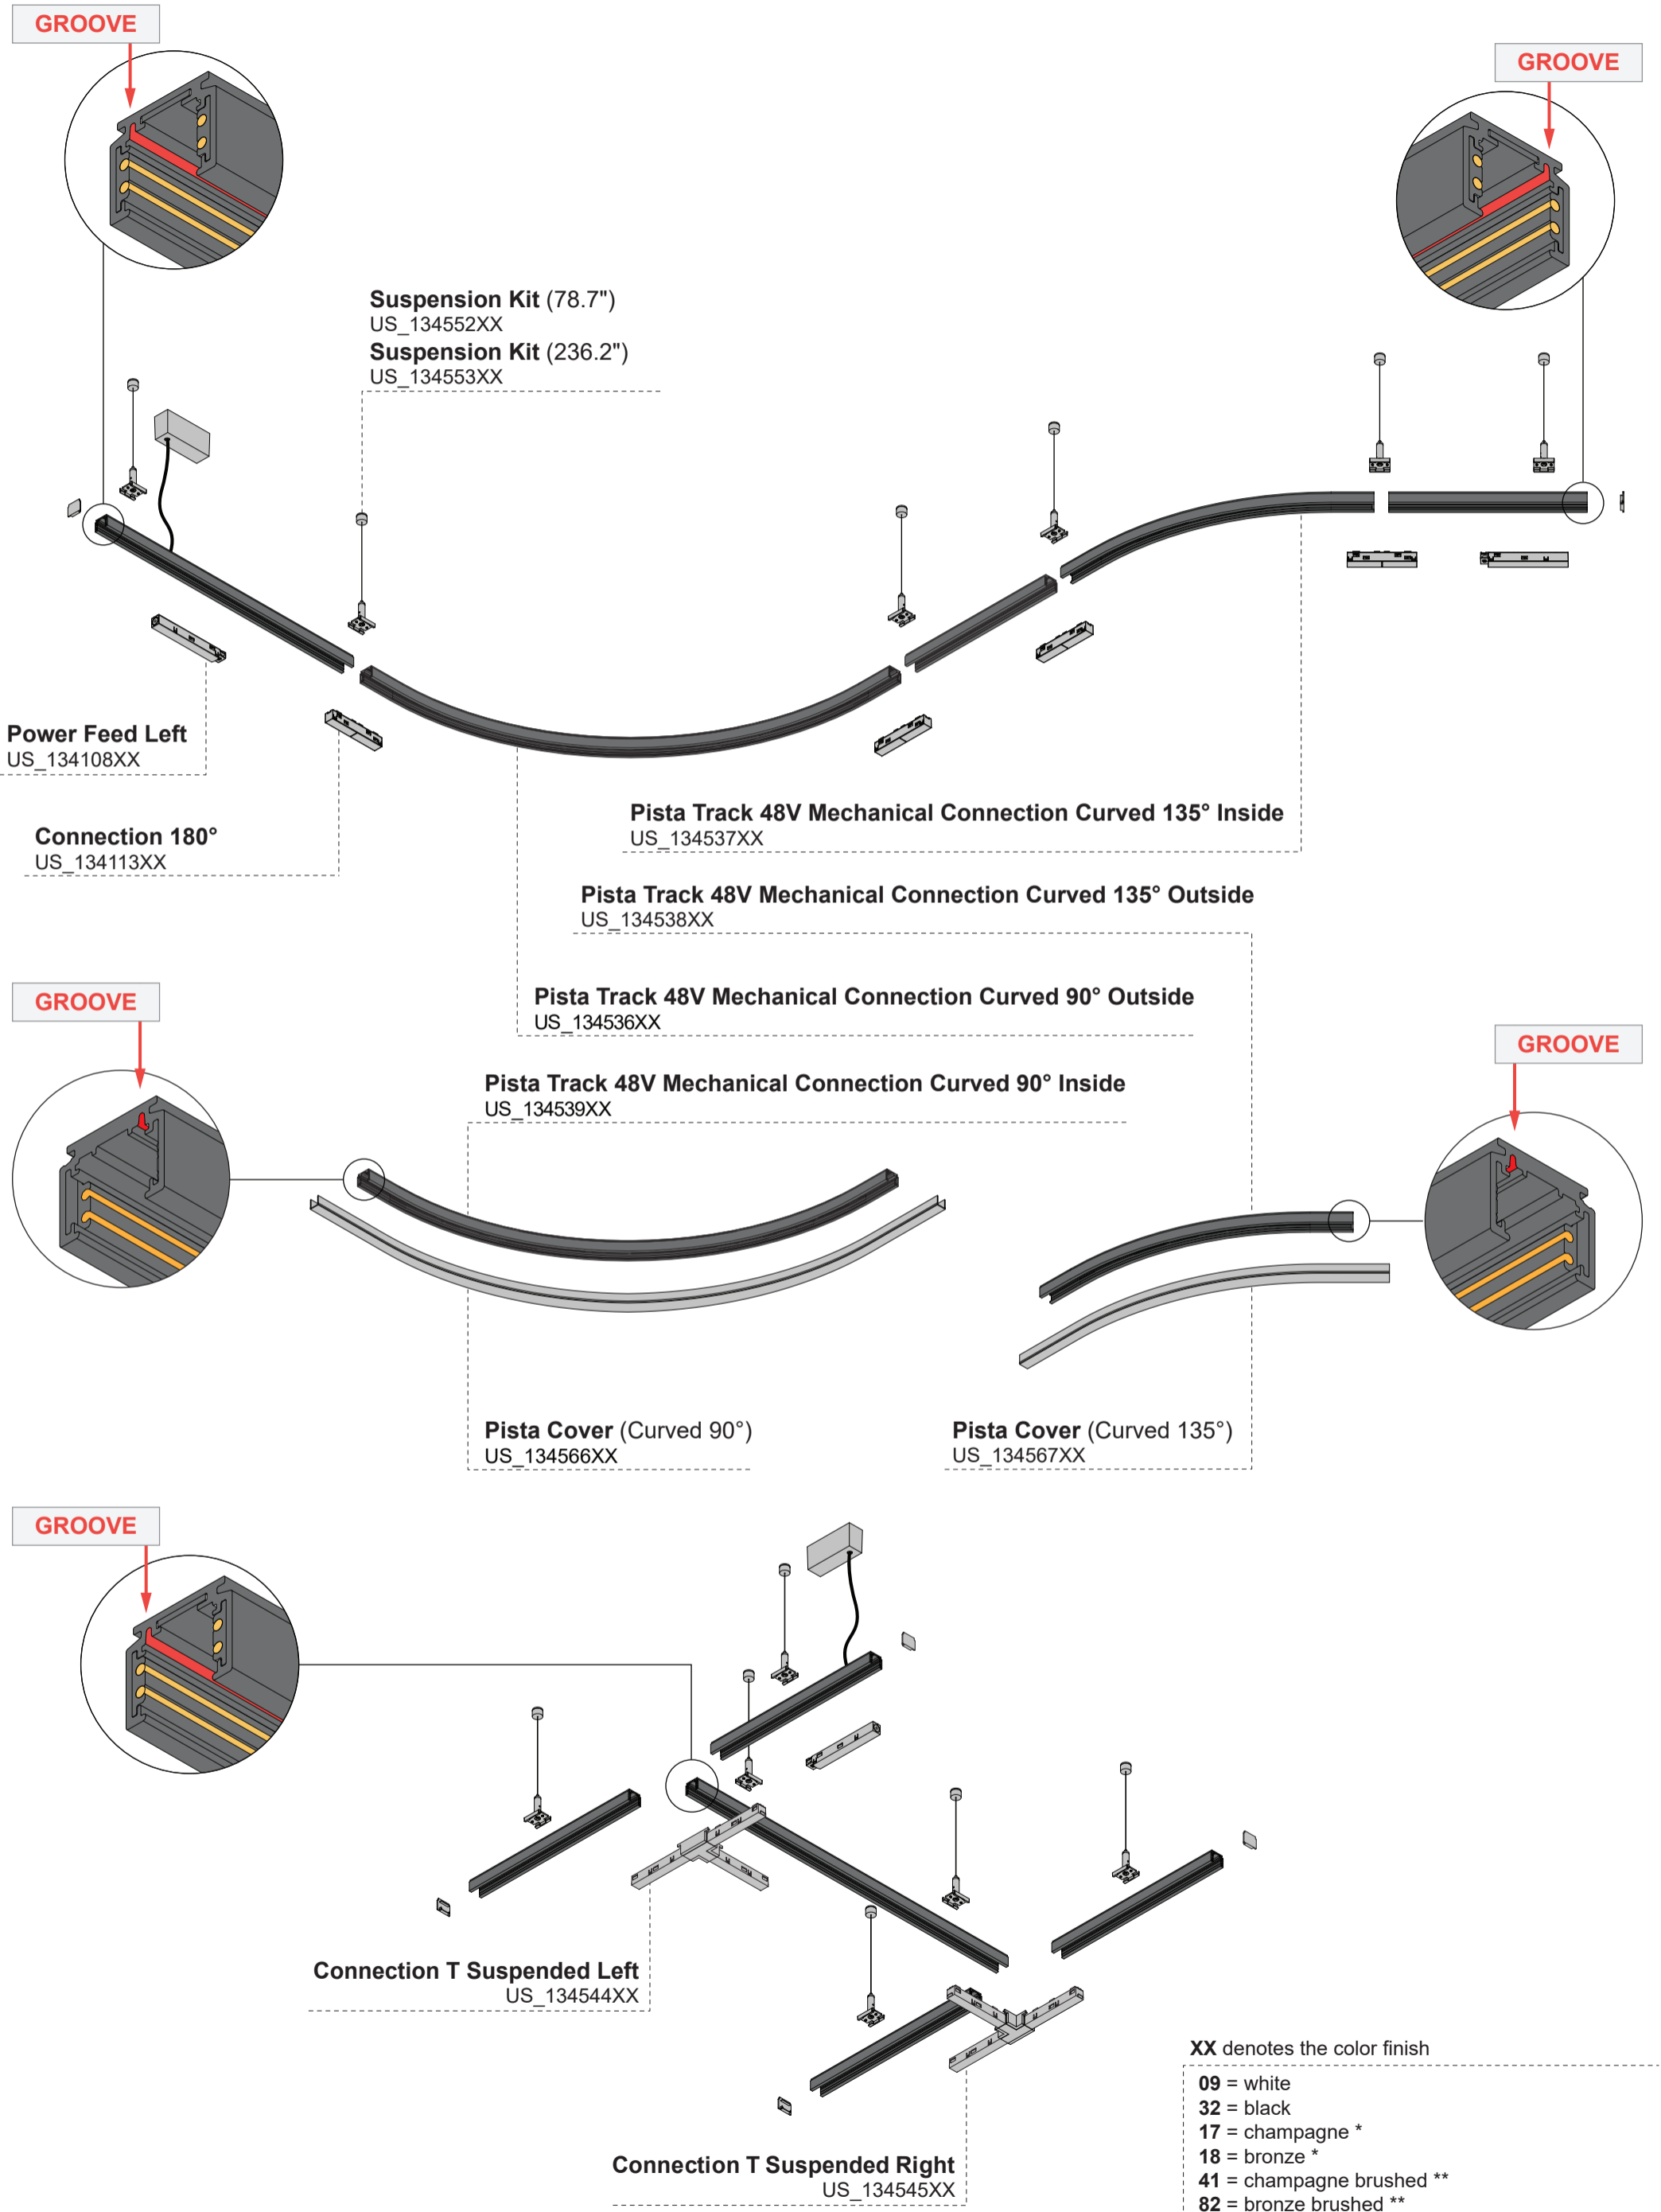 GROOVE
GROOVE
Suspension Kit (78.7")
US_134552XX
Suspension Kit (236.2")
US_134553XX
Power Feed Left
US_134108XX
Connection 180°
US_134113XX
Pista Track 48V Mechanical Connection Curved 135° Inside
US_134537XX
Pista Track 48V Mechanical Connection Curved 135° Outside
US_134538XX
Pista Track 48V Mechanical Connection Curved 90° Outside
US_134536XX
GROOVE
GROOVE
Pista Track 48V Mechanical Connection Curved 90° Inside
US_134539XX
Pista Cover (Curved 90°)
US_134566XX
Pista Cover (Curved 135°)
US_134567XX
GROOVE
Connection T Suspended Left
US_134544XX
Connection T Suspended Right
US_134545XX
XX denotes the color finish
09 = white
32 = black
17 = champagne *
18 = bronze *
41 = champagne brushed **
82 = bronze brushed **